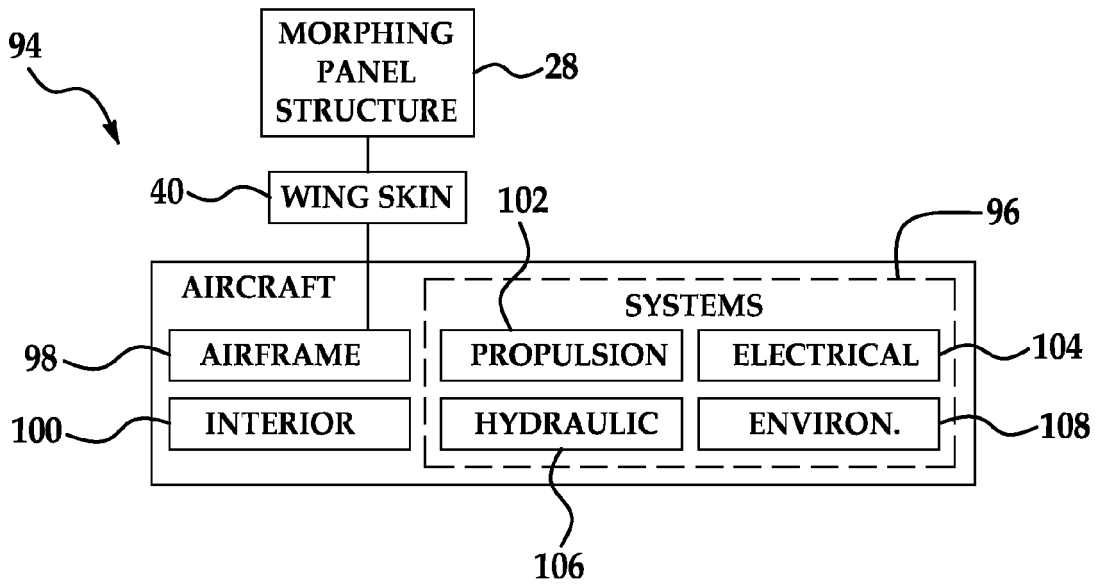 94
MORPHING
PANEL
STRUCTURE
28
40
WING SKIN
102
96
AIRCRAFT
SYSTEMS
98
AIRFRAME
PROPULSION
ELECTRICAL
104
100
INTERIOR
HYDRAULIC
ENVIRON.
108
106